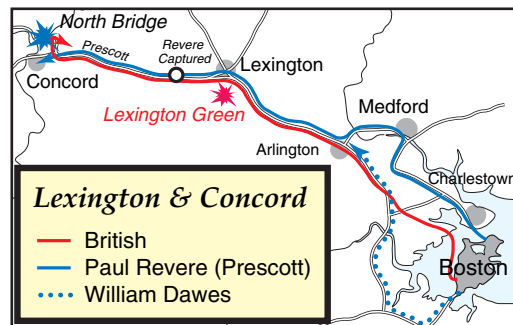 North Bridge
Prescott
Revere
Captured
Lexington
Concord
Medford
Lexington Green
Arlington
Charlestown
Lexington & Concord
British
Boston
Paul Revere (Prescott)
William Dawes